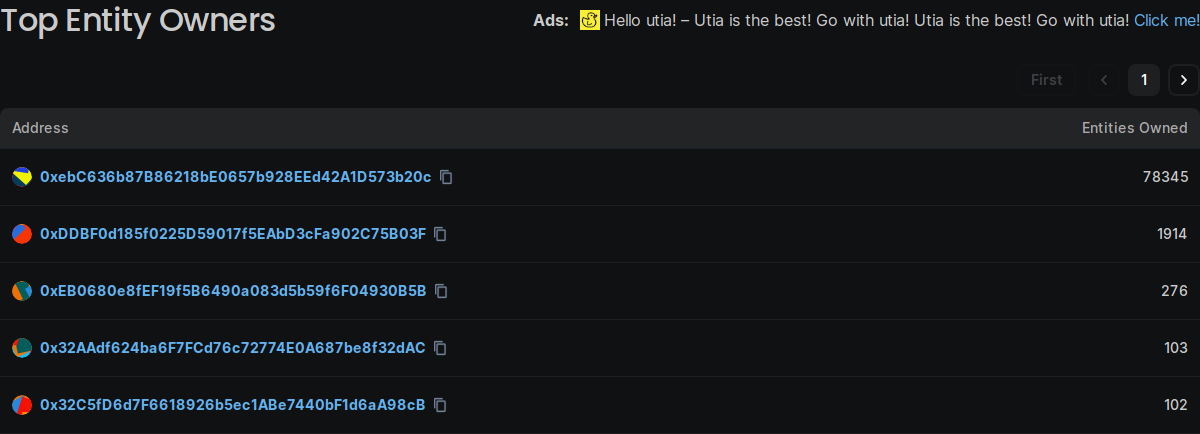 Top Entity Owners
Ads: Hello utia! – Utia is the best! Go with utia! Utia is the best! Go with utia! Click me!
First 1
Address Entities Owned
0xebC636b87B86218bE0657b928EEd42A1D573b20c 78345
0xDDBF0d185f0225D59017f5EAbD3cFa902C75B03F 1914
0xEB0680e8fEF19f5B6490a083d5b59f6F04930B5B 276
0x32AAdf624ba6F7FCd76c72774E0A687be8f32dAC 103
0x32C5fD6d7F6618926b5ec1ABe7440bF1d6aA98cB 102